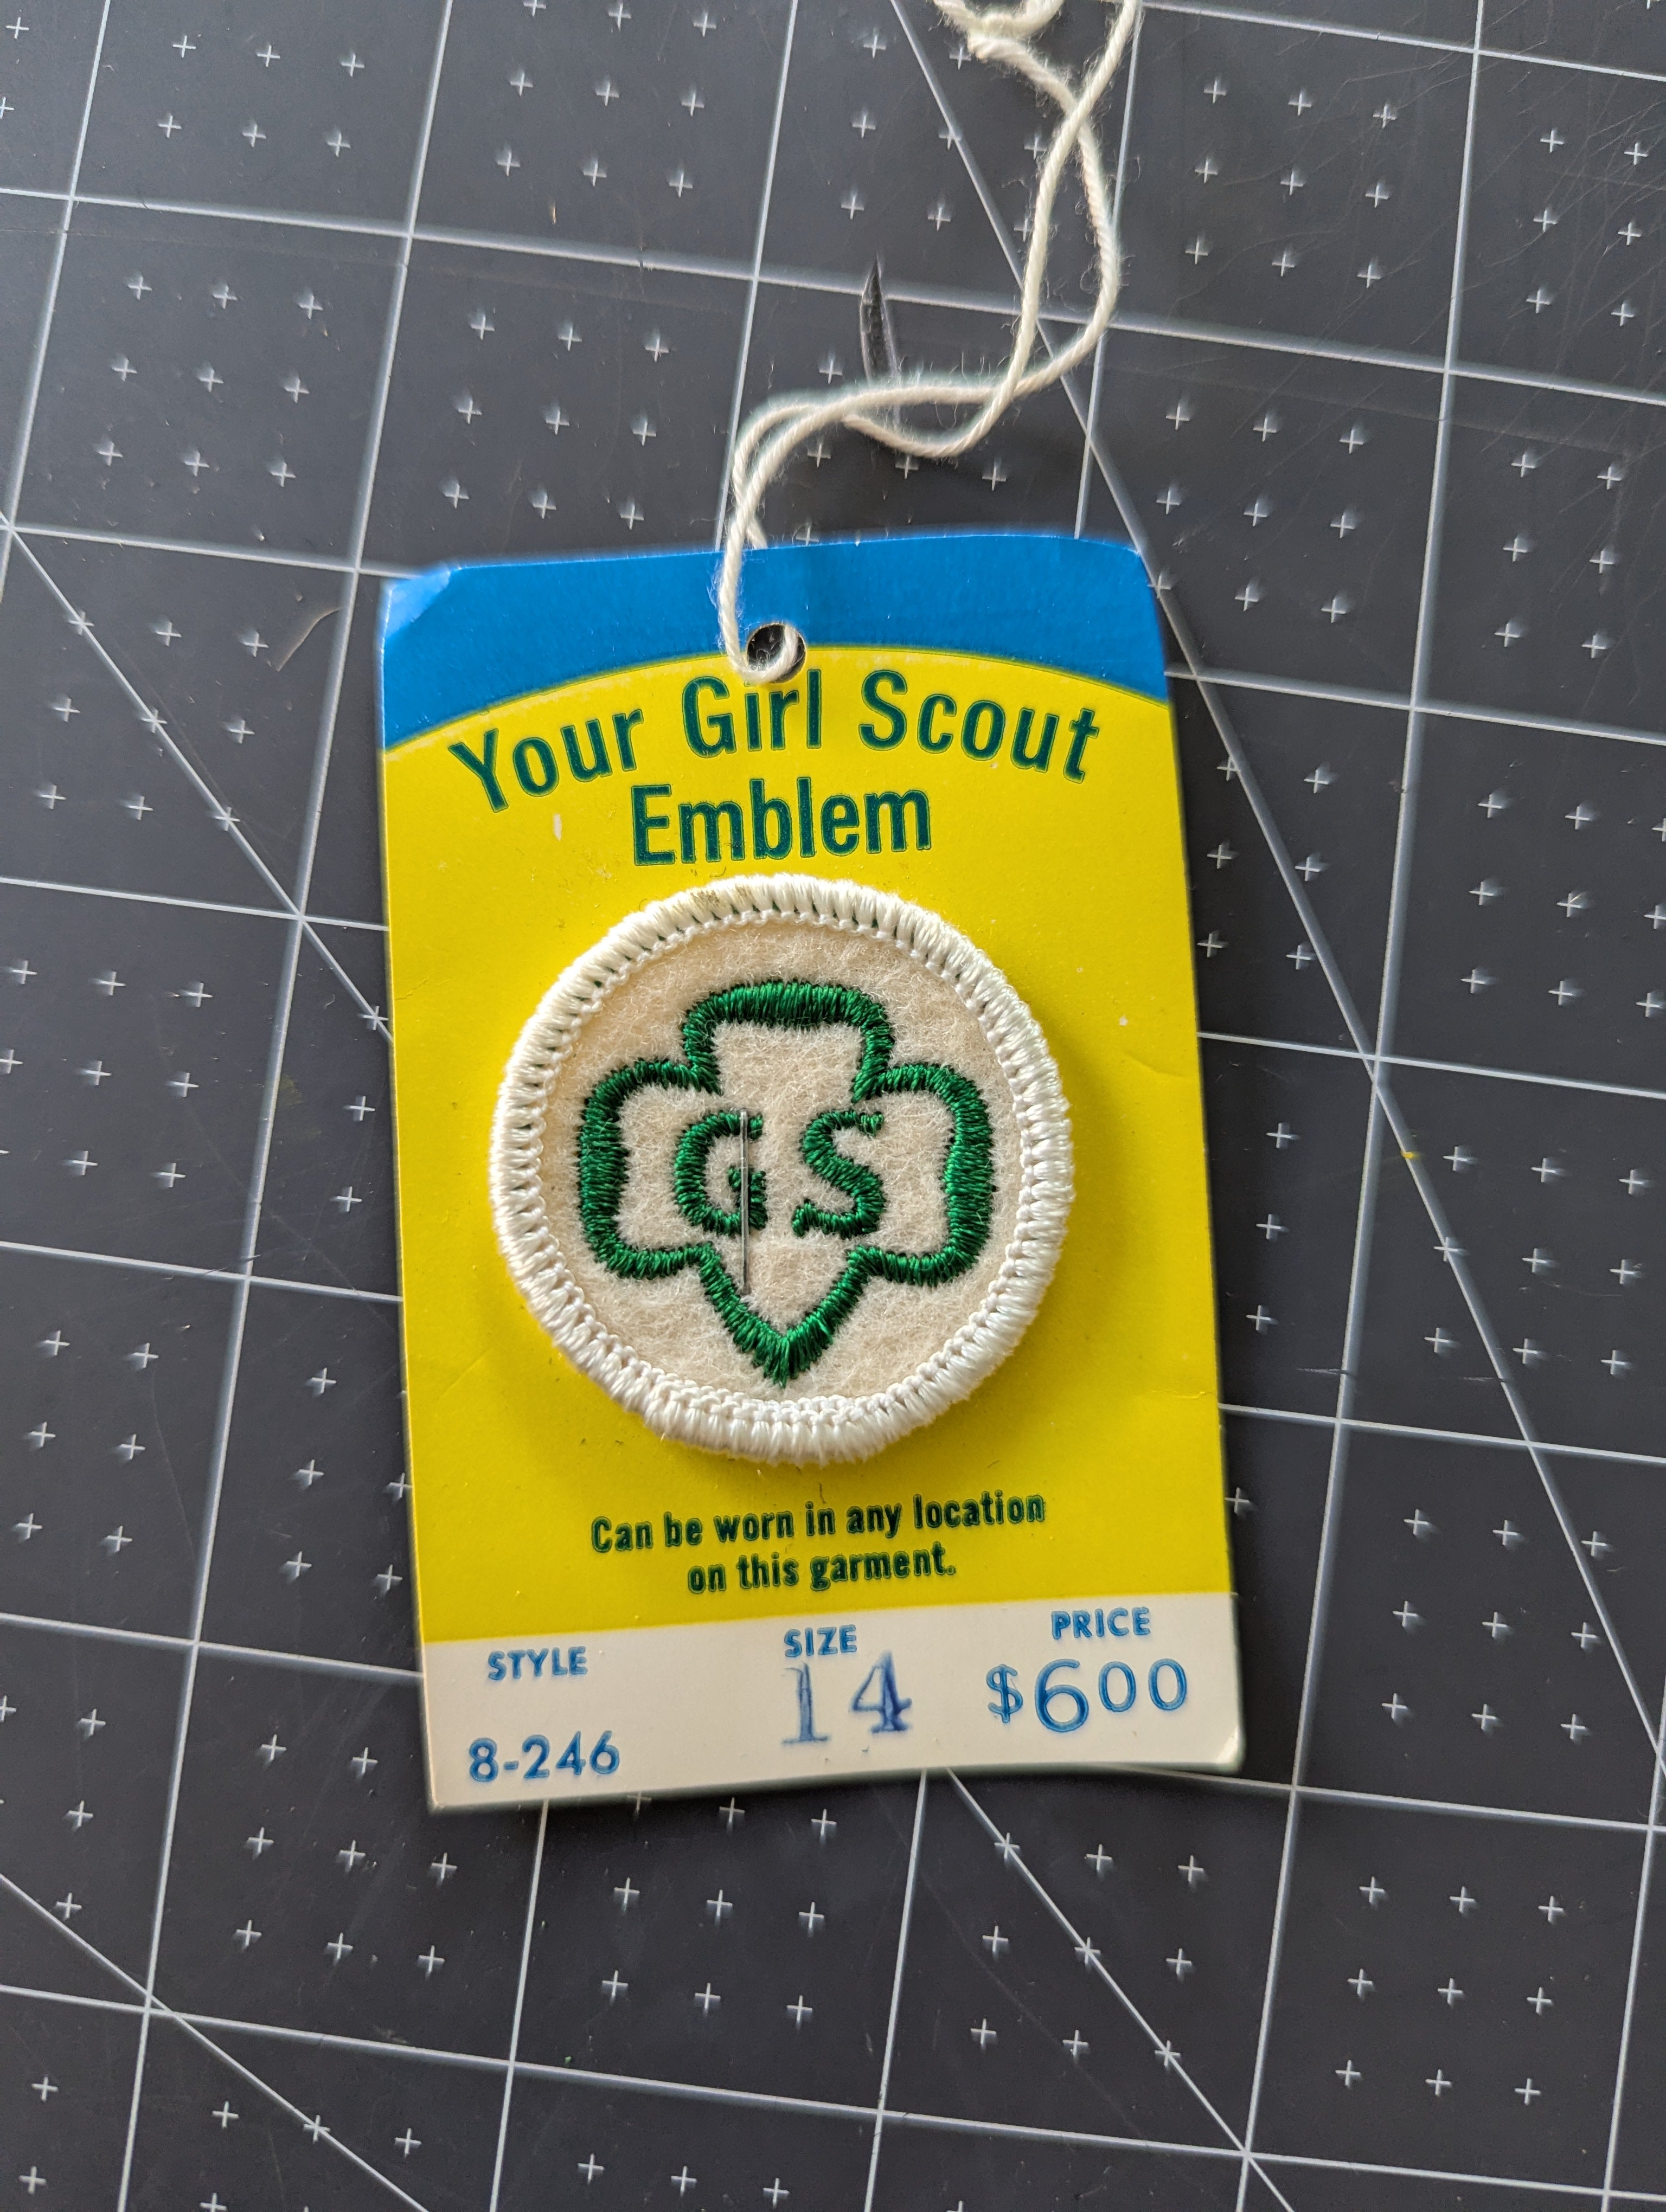 Your Girl Scout
Emblem
GS
Can be worn in any location
on this garment.
STYLE SIZE PRICE
8-246 14 $600